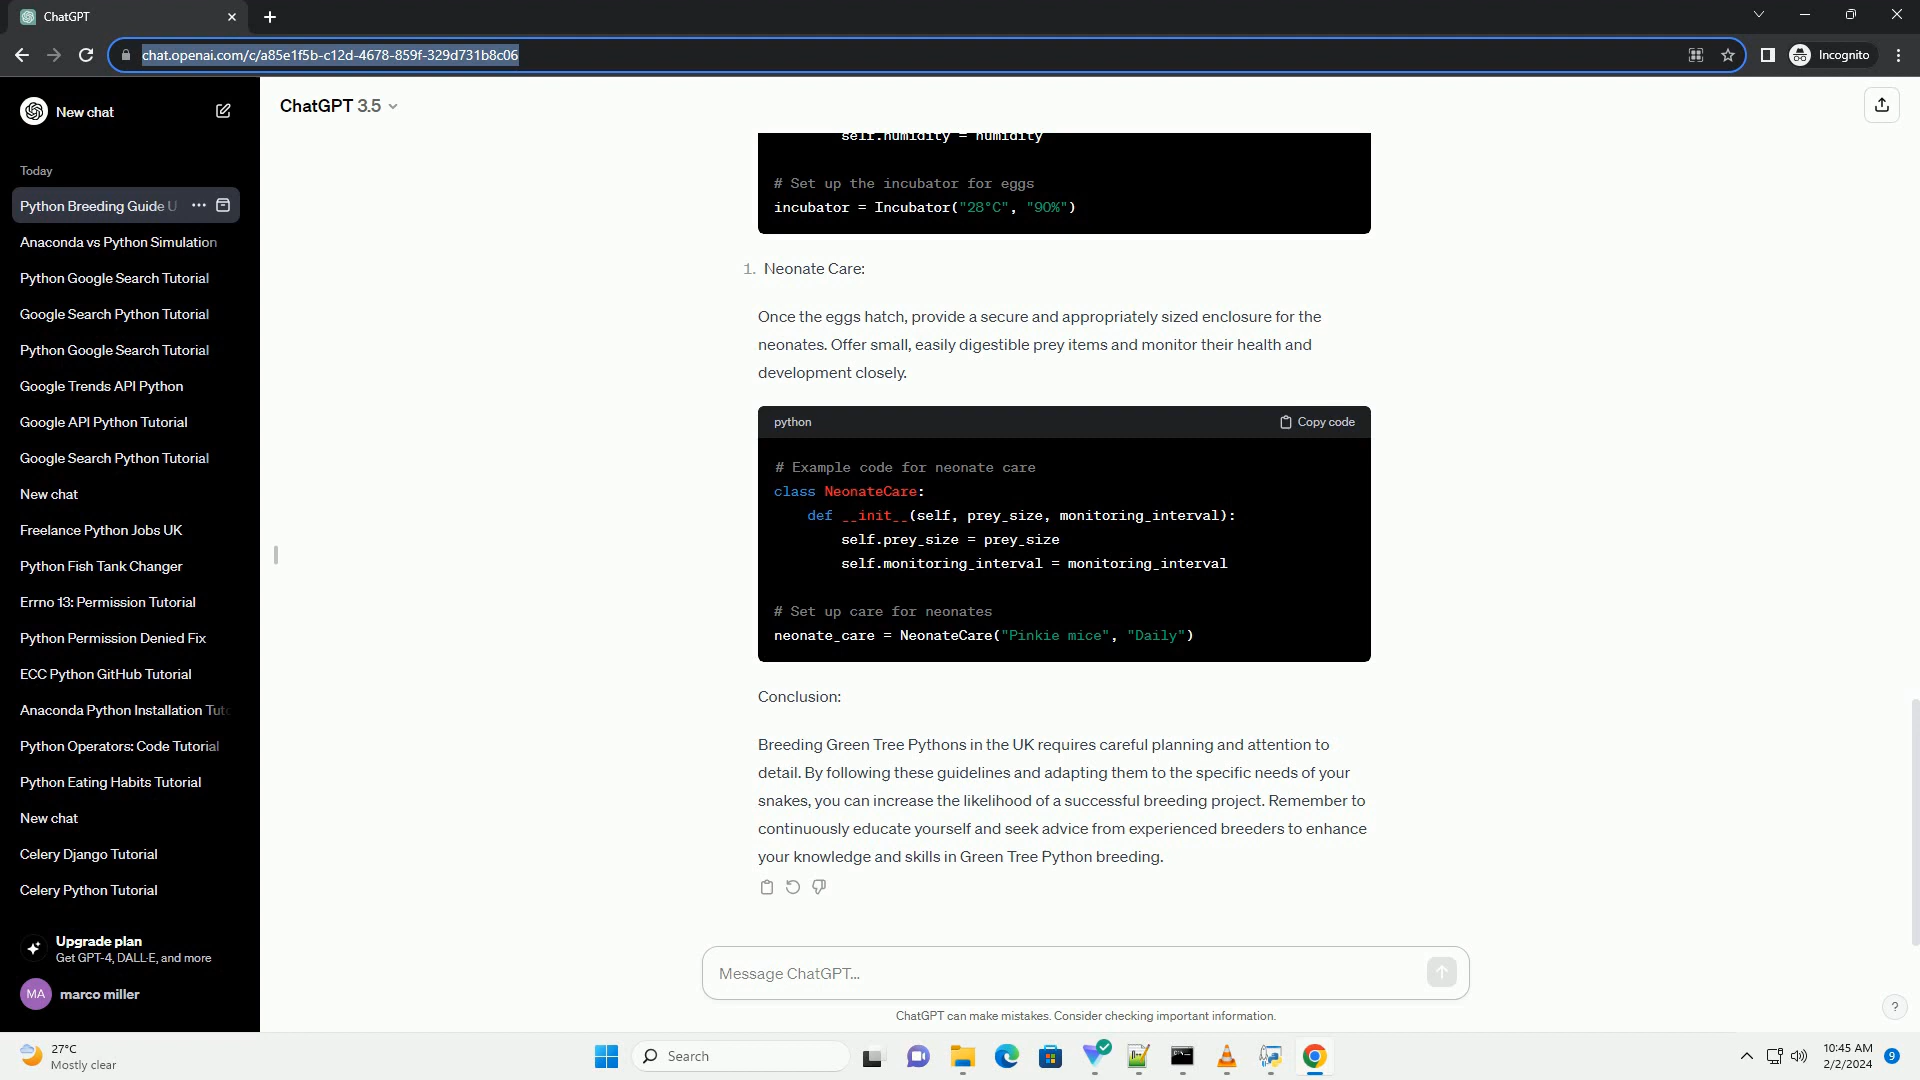 ChatGPT
chat.openai.com/c/a85e1f5b-c12d-4678-859f-329d731b8c06
Incognito
New chat
Today
Python Breeding Guide U
Anaconda vs Python Simulation
Python Google Search Tutorial
Google Search Python Tutorial
Python Google Search Tutorial
Google Trends API Python
Google API Python Tutorial
Google Search Python Tutorial
New chat
Freelance Python Jobs UK
Python Fish Tank Changer
Errno 13: Permission Tutorial
Python Permission Denied Fix
ECC Python GitHub Tutorial
Anaconda Python Installation Tuto
Python Operators: Code Tutorial
Python Eating Habits Tutorial
New chat
Celery Django Tutorial
Celery Python Tutorial
Upgrade plan
Get GPT-4, DALL·E, and more
MA marco miller
ChatGPT 3.5
self.humidity = humidity
# Set up the incubator for eggs
incubator = Incubator("28°C", "90%")
1. Neonate Care:
Once the eggs hatch, provide a secure and appropriately sized enclosure for the
neonates. Offer small, easily digestible prey items and monitor their health and
development closely.
python Copy code
# Example code for neonate care
class NeonateCare:
def __init__(self, prey_size, monitoring_interval):
self.prey_size = prey_size
self.monitoring_interval = monitoring_interval
# Set up care for neonates
neonate_care = NeonateCare("Pinkie mice", "Daily")
Conclusion:
Breeding Green Tree Pythons in the UK requires careful planning and attention to
detail. By following these guidelines and adapting them to the specific needs of your
snakes, you can increase the likelihood of a successful breeding project. Remember to
continuously educate yourself and seek advice from experienced breeders to enhance
your knowledge and skills in Green Tree Python breeding.
Message ChatGPT...
ChatGPT can make mistakes. Consider checking important information.
?
27°C
Mostly clear
Search
10:45 AM
2/2/2024
9